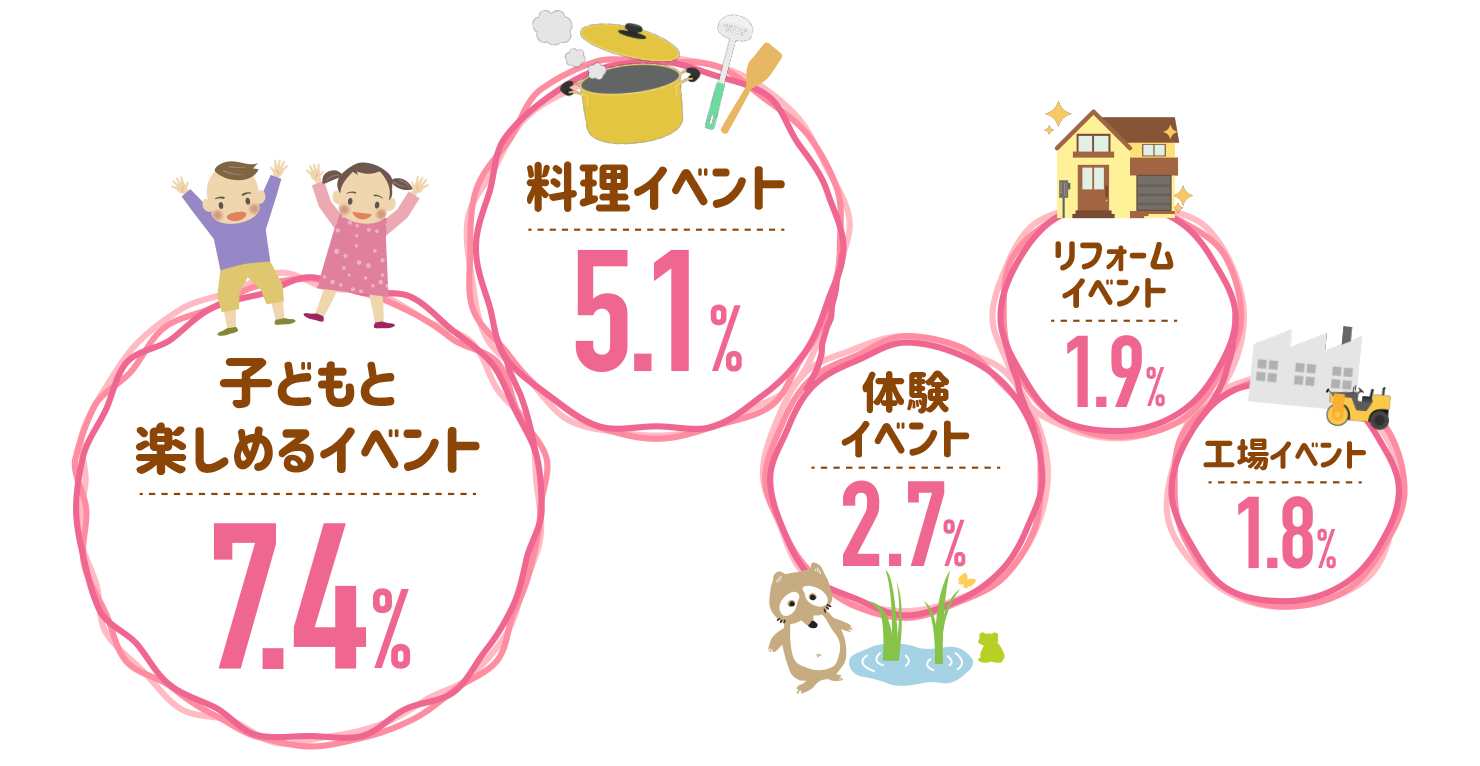 子どもと
楽しめるイベント
7.4%
料理イベント
5.1%
体験
イベント
2.7%
リフォーム
イベント
1.9%
工場イベント
1.8%